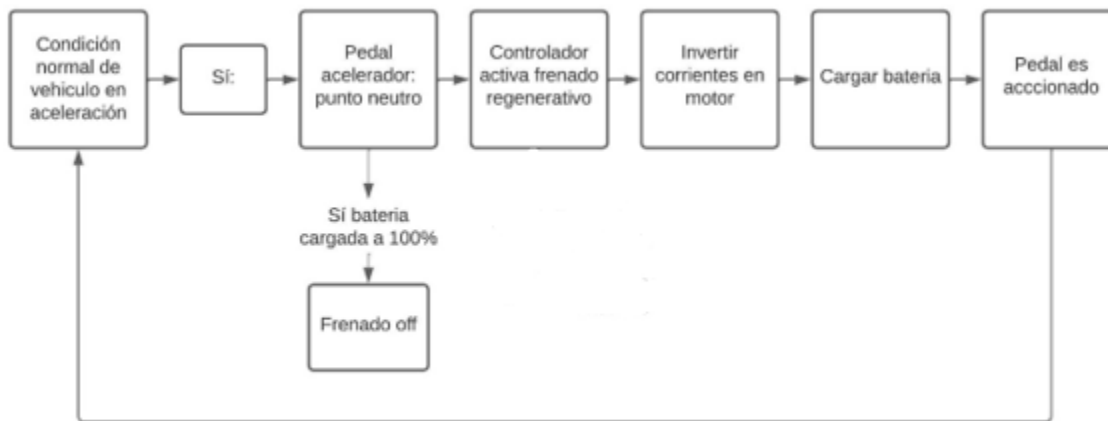 Condición
normal de
vehiculo en
aceleración
Sí:
Pedal
acelerador:
punto neutro
Controlador
activa frenado
regenerativo
Invertir
corrientes en
motor
Cargar bateria
Pedal es
acccionado
Sí bateria
cargada a 100%
Frenado off